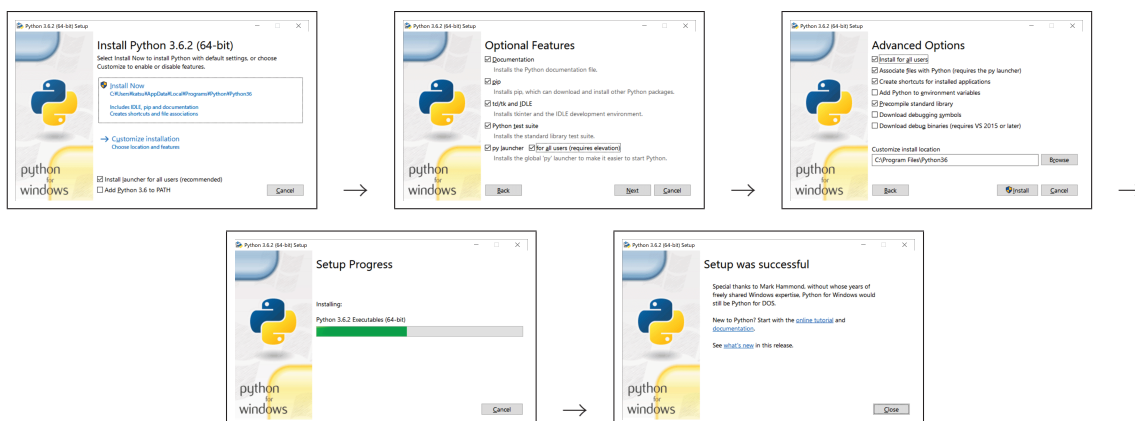 Python 3.6.2 (64-bit) Setup
Install Python 3.6.2 (64-bit)
Select Install Now to install Python with default settings, or choose
Customize to enable or disable features.
Install Now
C:¥Users¥katsu¥AppData¥Local¥Programs¥Python¥Python36
Includes IDLE, pip and documentation
Creates shortcuts and file associations
→ Customize installation
Choose location and features
Install launcher for all users (recommended)
Add Python 3.6 to PATH
Cancel
python
for
windows
→
Python 3.6.2 (64-bit) Setup
Optional Features
Documentation
Installs the Python documentation file.
pip
Installs pip, which can download and install other Python packages.
tcl/tk and IDLE
Installs tkinter and the IDLE development environment.
Python test suite
Installs the standard library test suite.
py launcher for all users (requires elevation)
Installs the global 'py' launcher to make it easier to start Python.
Back Next Cancel
python
for
windows
→
Python 3.6.2 (64-bit) Setup
Advanced Options
Install for all users
Associate files with Python (requires the py launcher)
Create shortcuts for installed applications
Add Python to environment variables
Precompile standard library
Download debugging symbols
Download debug binaries (requires VS 2015 or later)
Customize install location
C:\Program Files\Python36 Browse
Back Install Cancel
python
for
windows
Python 3.6.2 (64-bit) Setup
Setup Progress
Installing:
Python 3.6.2 Executables (64-bit)
Cancel
python
for
windows
→
Python 3.6.2 (64-bit) Setup
Setup was successful
Special thanks to Mark Hammond, without whose years of
freely shared Windows expertise, Python for Windows would
still be Python for DOS.
New to Python? Start with the online tutorial and
documentation.
See what's new in this release.
Close
python
for
windows